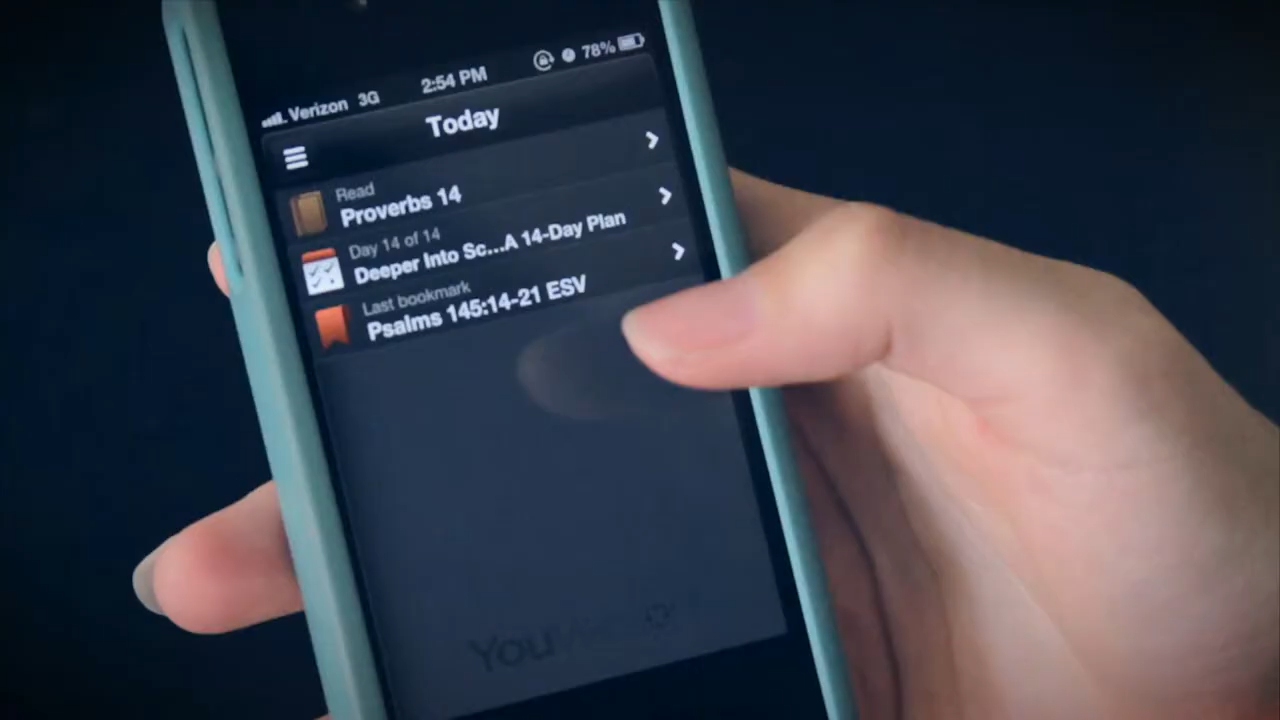 Verizon 3G 2:54 PM 78%
Today
Read
Proverbs 14
Day 14 of 14
Deeper Into Sc...A 14-Day Plan
Last bookmark
Psalms 145:14-21 ESV
You